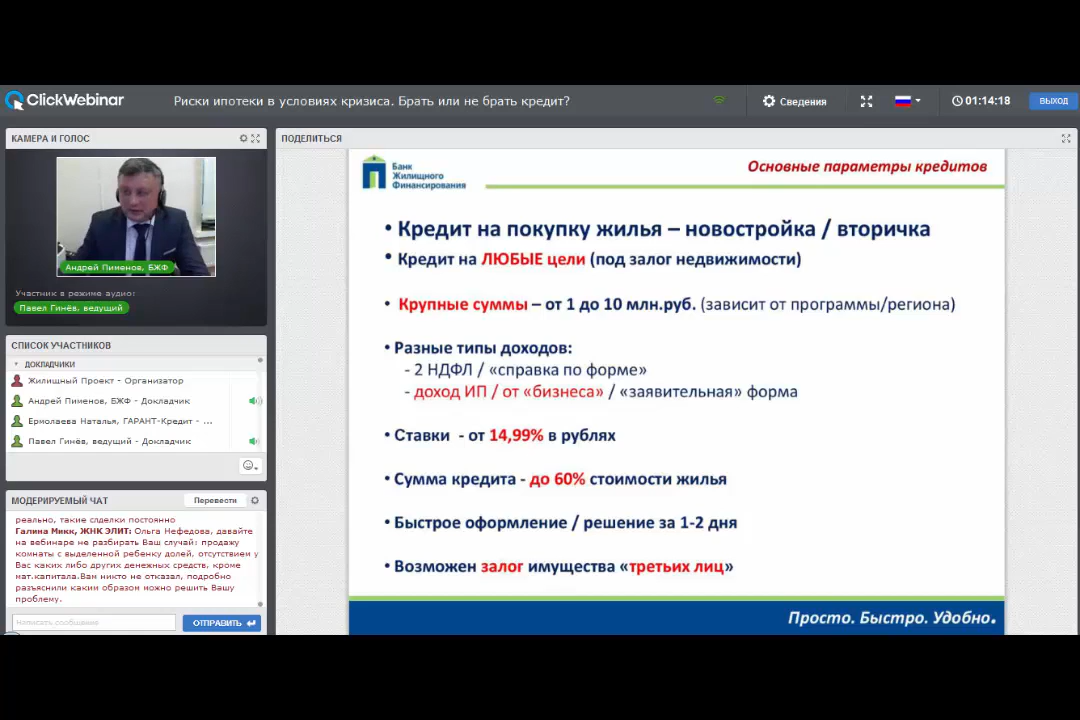 ClickWebinar
Риски ипотеки в условиях кризиса. Брать или не брать кредит?
Сведения
01:14:18
ВЫХОД
КАМЕРА И ГОЛОС
Андрей Пименов, БЖФ
Участник в режиме аудио:
Павел Гинёв, ведущий
СПИСОК УЧАСТНИКОВ
ДОКЛАДЧИКИ
Жилищный Проект - Организатор
Андрей Пименов, БЖФ - Докладчик
Ермолаева Наталья, ГАРАНТ-Кредит - ...
Павел Гинёв, ведущий - Докладчик
МОДЕРИРУЕМЫЙ ЧАТ
Перевести
реально, такие сделки постоянно
Галина Микк, ЖНК ЭЛИТ: Ольга Нефедова, давайте
на вебинаре не разбирать Ваш случай: продажу
комнаты с выделенной ребенку долей, отсутствием у
Вас каких либо других денежных средств, кроме
мат.капитала.Вам никто не отказал, подробно
разъяснили каким образом можно решить Вашу
проблему.
Написать сообщение
ОТПРАВИТЬ
ПОДЕЛИТЬСЯ
Банк
Жилищного
Финансирования
Основные параметры кредитов
• Кредит на покупку жилья – новостройка / вторичка
• Кредит на ЛЮБЫЕ цели (под залог недвижимости)
• Крупные суммы – от 1 до 10 млн.руб. (зависит от программы/региона)
• Разные типы доходов:
- 2 НДФЛ / «справка по форме»
- доход ИП / от «бизнеса» / «заявительная» форма
• Ставки - от 14,99% в рублях
• Сумма кредита - до 60% стоимости жилья
• Быстрое оформление / решение за 1-2 дня
• Возможен залог имущества «третьих лиц»
Просто. Быстро. Удобно.